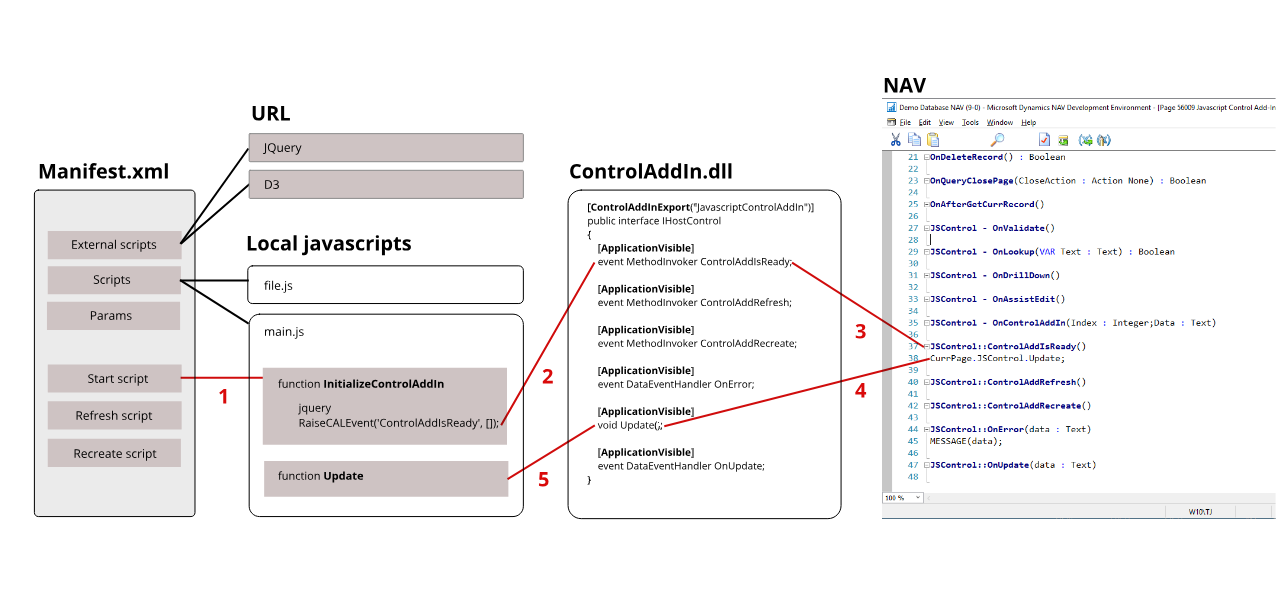 Manifest.xml
External scripts
Scripts
Params
Start script
Refresh script
Recreate script
URL
JQuery
D3
Local javascripts
file.js
main.js
function InitializeControlAddIn
jquery
RaiseCALEvent('ControlAddIsReady', []);
function Update
1
2
5
ControlAddIn.dll
[ControlAddInExport("JavascriptControlAddIn")]
public interface IHostControl
{
[ApplicationVisible]
event MethodInvoker ControlAddIsReady;
[ApplicationVisible]
event MethodInvoker ControlAddRefresh;
[ApplicationVisible]
event MethodInvoker ControlAddRecreate;
[ApplicationVisible]
event DataEventHandler OnError;
[ApplicationVisible]
void Update();
[ApplicationVisible]
event DataEventHandler OnUpdate;
}
3
4
NAV
Demo Database NAV (9-0) - Microsoft Dynamics NAV Development Environment - [Page 56009 Javascript Control Add-In
File Edit View Tools Window Help
21 OnDeleteRecord() : Boolean
22
23 OnQueryClosePage(CloseAction : Action None) : Boolean
24
25 OnAfterGetCurrRecord()
26
27 JSControl - OnValidate()
28
29 JSControl - OnLookup(VAR Text : Text) : Boolean
30
31 JSControl - OnDrillDown()
32
33 JSControl - OnAssistEdit()
34
35 JSControl - OnControlAddIn(Index : Integer;Data : Text)
36
37 JSControl::ControlAddIsReady()
38 CurrPage.JSControl.Update;
39
40 JSControl::ControlAddRefresh()
41
42 JSControl::ControlAddRecreate()
43
44 JSControl::OnError(data : Text)
45 MESSAGE(data);
46
47 JSControl::OnUpdate(data : Text)
48
100 %
W10\TJ